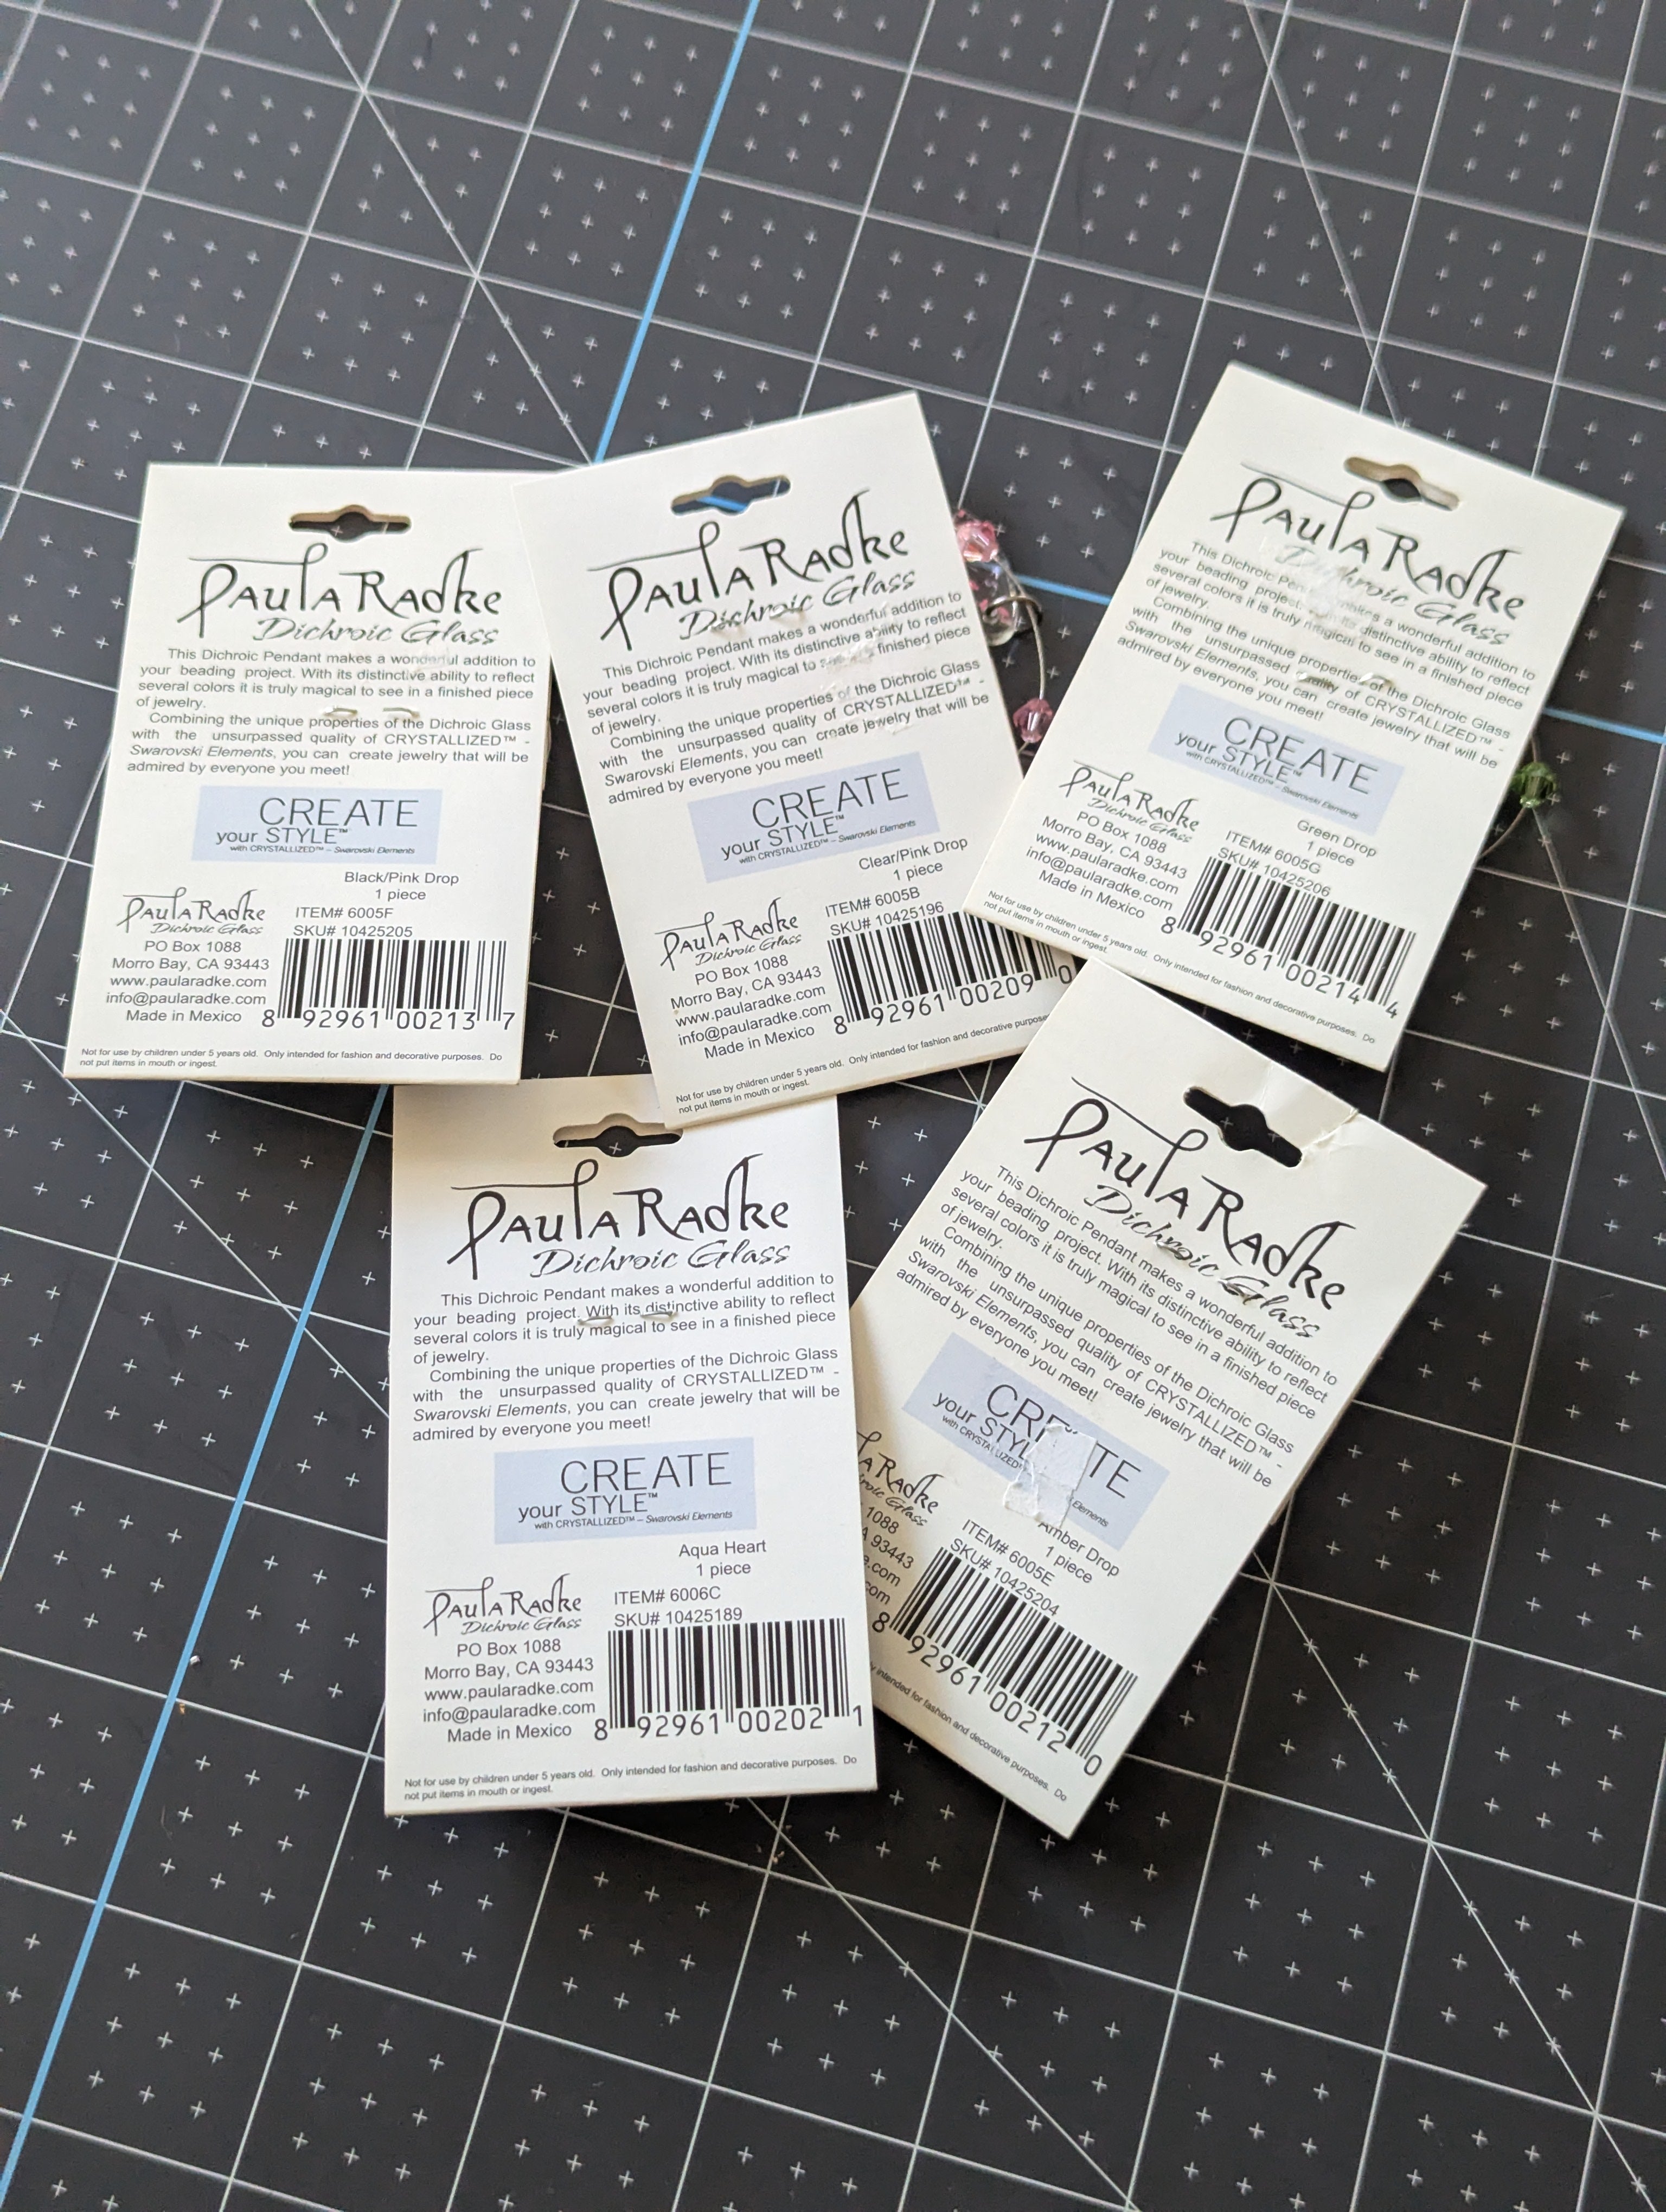 PAULA RADKE
Dichroic Glass
This Dichroic Pendant makes a wonderful addition to
your beading project. With its distinctive ability to reflect
several colors it is truly magical to see in a finished piece
of jewelry.
Combining the unique properties of the Dichroic Glass
with the unsurpassed quality of CRYSTALLIZED™ -
Swarovski Elements, you can create jewelry that will be
admired by everyone you meet!
CREATE
your STYLE™
with CRYSTALLIZED™ – Swarovski Elements
Black/Pink Drop
1 piece
PAULA RADKE
Dichroic Glass
PO Box 1088
Morro Bay, CA 93443
www.paularadke.com
info@paularadke.com
Made in Mexico
ITEM# 6005F
SKU# 10425205
8 92961 00213 7
Not for use by children under 5 years old. Only intended for fashion and decorative purposes. Do
not put items in mouth or ingest.
PAULA RADKE
Dichroic Glass
This Dichroic Pendant makes a wonderful addition to
your beading project. With its distinctive ability to reflect
several colors it is truly magical to finished piece
of jewelry.
Combining the unique properties of the Dichroic Glass
with the unsurpassed quality of CRYSTALLIZED™ -
Swarovski Elements, you can create jewelry that will be
admired by everyone you meet!
CREATE
your STYLE™
with CRYSTALLIZED™ – Swarovski Elements
Clear/Pink Drop
1 piece
PAULA RADKE
Dichroic Glass
PO Box 1088
Morro Bay, CA 93443
www.paularadke.com
info@paularadke.com
Made in Mexico
ITEM# 6005B
SKU# 10425196
8 92961 00209 0
Not for use by children under 5 years old. Only intended for fashion and decorative purpose
not put items in mouth or ingest.
PAULA RADKE
Dichroic Glass
This Dichroic a wonderful addition to
your beading project. its distinctive ability to reflect
several colors it is truly magical to see in a finished piece
of jewelry.
Combining the unique properties of the Dichroic Glass
with the unsurpassed quality of CRYSTALLIZED™ -
Swarovski Elements, you can create jewelry that will be
admired by everyone you meet!
CREATE
your STYLE™
with CRYSTALLIZED™ – Swarovski Elements
Green Drop
1 piece
PAULA RADKE
Dichroic Glass
PO Box 1088
Morro Bay, CA 93443
www.paularadke.com
info@paularadke.com
Made in Mexico
ITEM# 6005G
SKU# 10425206
8 92961 00214 4
Not for use by children under 5 years old. Only intended for fashion and decorative purposes. Do
not put items in mouth or ingest.
PAULA RADKE
Dichroic Glass
This Dichroic Pendant makes a wonderful addition to
your beading project. With its distinctive ability to reflect
several colors it is truly magical to see in a finished piece
of jewelry.
Combining the unique properties of the Dichroic Glass
with the unsurpassed quality of CRYSTALLIZED™ -
Swarovski Elements, you can create jewelry that will be
admired by everyone you meet!
CREATE
your STYLE™
with CRYSTALLIZED™ – Swarovski Elements
Aqua Heart
1 piece
PAULA RADKE
Dichroic Glass
PO Box 1088
Morro Bay, CA 93443
www.paularadke.com
info@paularadke.com
Made in Mexico
ITEM# 6006C
SKU# 10425189
8 92961 00202 1
Not for use by children under 5 years old. Only intended for fashion and decorative purposes. Do
not put items in mouth or ingest.
PAULA RADKE
Dichroic Glass
This Dichroic Pendant makes a wonderful addition to
your beading project. With its distinctive ability to reflect
several colors it is truly magical to see in a finished piece
of jewelry.
Combining the unique properties of the Dichroic Glass
with the unsurpassed quality of CRYSTALLIZED™ -
Swarovski Elements, you can create jewelry that will be
admired by everyone you meet!
your
with Elements
Amber Drop
1 piece
RADKE
Glass
1088
93443
.com
.com
ITEM# 6005E
SKU# 10425204
8 92961 00212 0
intended for fashion and decorative purposes. Do